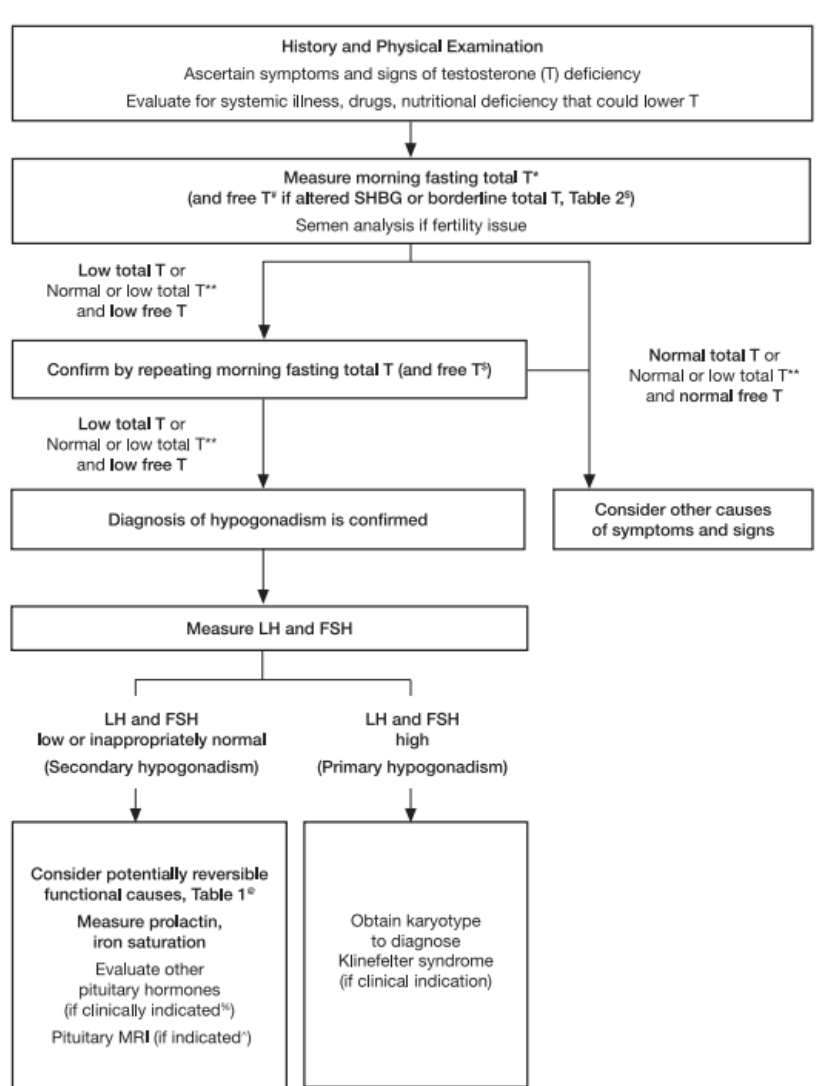 History and Physical Examination
Ascertain symptoms and signs of testosterone (T) deficiency
Evaluate for systemic illness, drugs, nutritional deficiency that could lower T
Measure morning fasting total T*
(and free T¥ if altered SHBG or borderline total T, Table 2$)
Semen analysis if fertility issue
Low total T or
Normal or low total T**
and low free T
Confirm by repeating morning fasting total T (and free T$)
Normal total T or
Normal or low total T**
and normal free T
Low total T or
Normal or low total T**
and low free T
Diagnosis of hypogonadism is confirmed
Consider other causes
of symptoms and signs
Measure LH and FSH
LH and FSH
low or inappropriately normal
(Secondary hypogonadism)
LH and FSH
high
(Primary hypogonadism)
Consider potentially reversible
functional causes, Table 1@
Measure prolactin,
iron saturation
Evaluate other
pituitary hormones
(if clinically indicated%)
Pituitary MRI (if indicated^)
Obtain karyotype
to diagnose
Klinefelter syndrome
(if clinical indication)